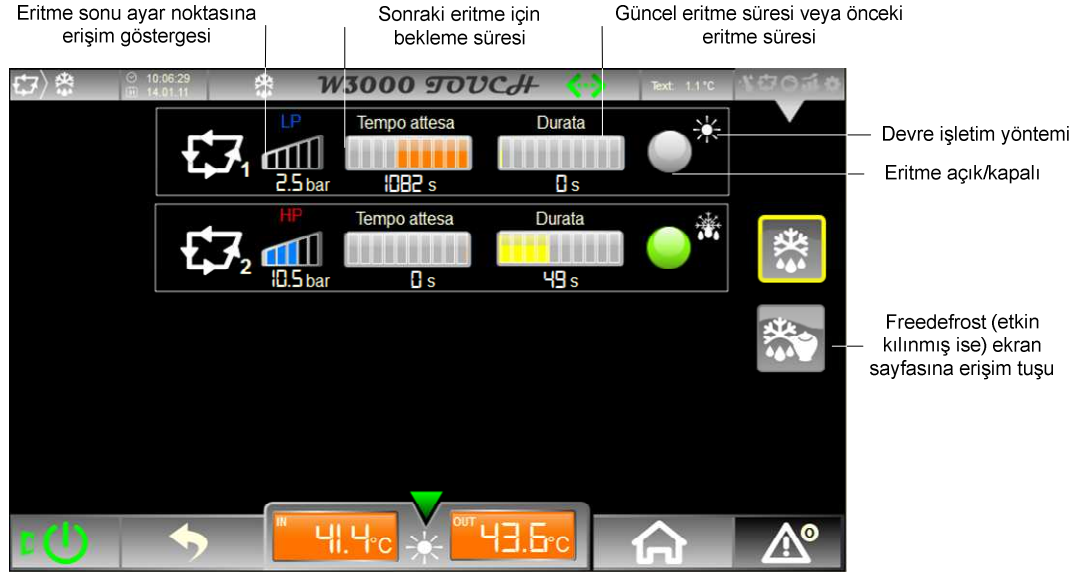 Eritme sonu ayar noktasına
erişim göstergesi
Sonraki eritme için
bekleme süresi
Güncel eritme süresi veya önceki
eritme süresi
10:06:29
14.01.11
W3000 TOUCH
Text. 1.1 °C
LP
Tempo attesa
Durata
1
2.5 bar
1082 s
0 s
Devre işletim yöntemi
Eritme açık/kapalı
HP
Tempo attesa
Durata
2
10.5 bar
0 s
49 s
Freedefrost (etkin
kılınmış ise) ekran
sayfasına erişim tuşu
IN
41.4°C
OUT
43.6°C
0